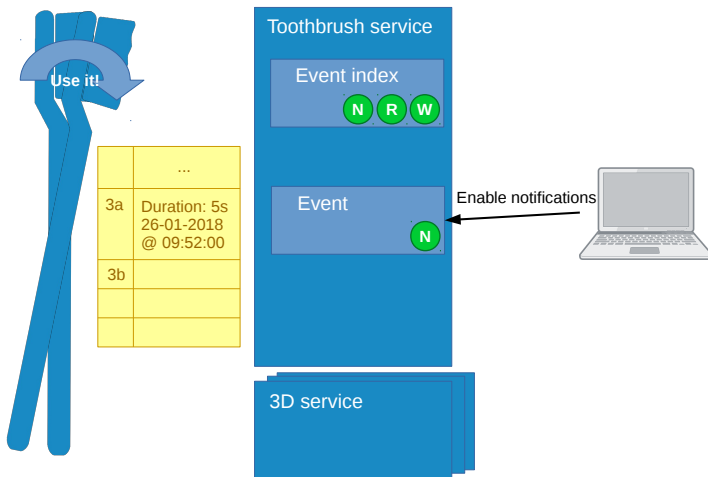 Toothbrush service
Event index
Use it!
N R W
...
3a
Duration: 5s
26-01-2018
@ 09:52:00
Event
N
Enable notifications
3b
3D service